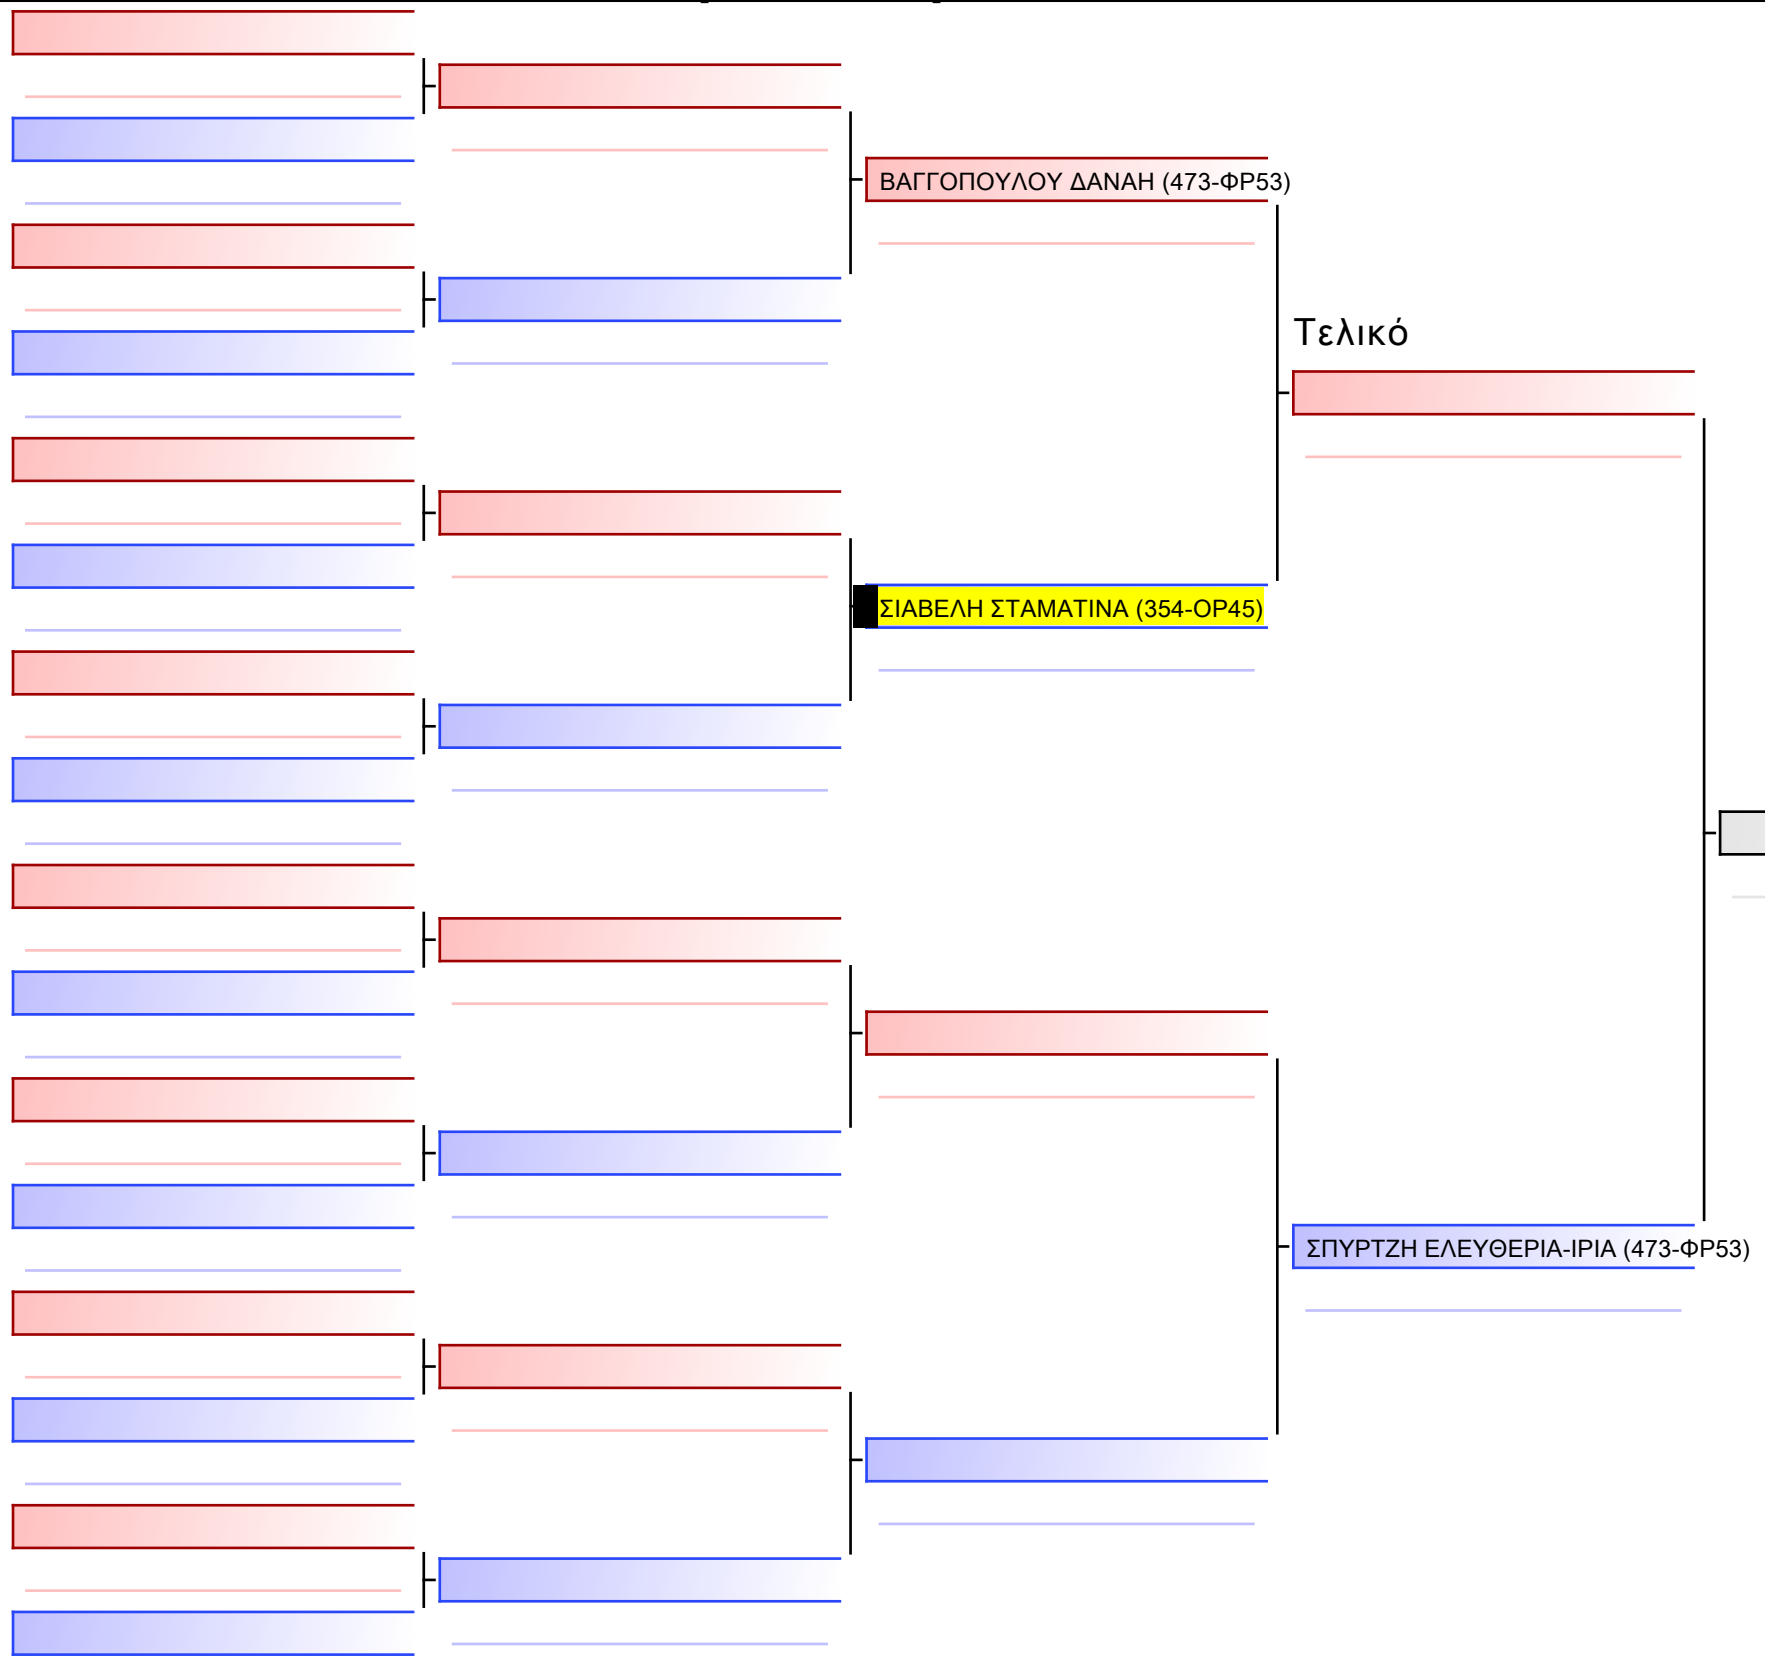 ΒΑΓΓΟΠΟΥΛΟΥ ΔΑΝΑΗ (473-ΦΡ53)
Τελικό
ΣΙΑΒΕΛΗ ΣΤΑΜΑΤΙΝΑ (354-ΟΡ45)
ΣΠΥΡΤΖΗ ΕΛΕΥΘΕΡΙΑ-ΙΡΙΑ (473-ΦΡ53)